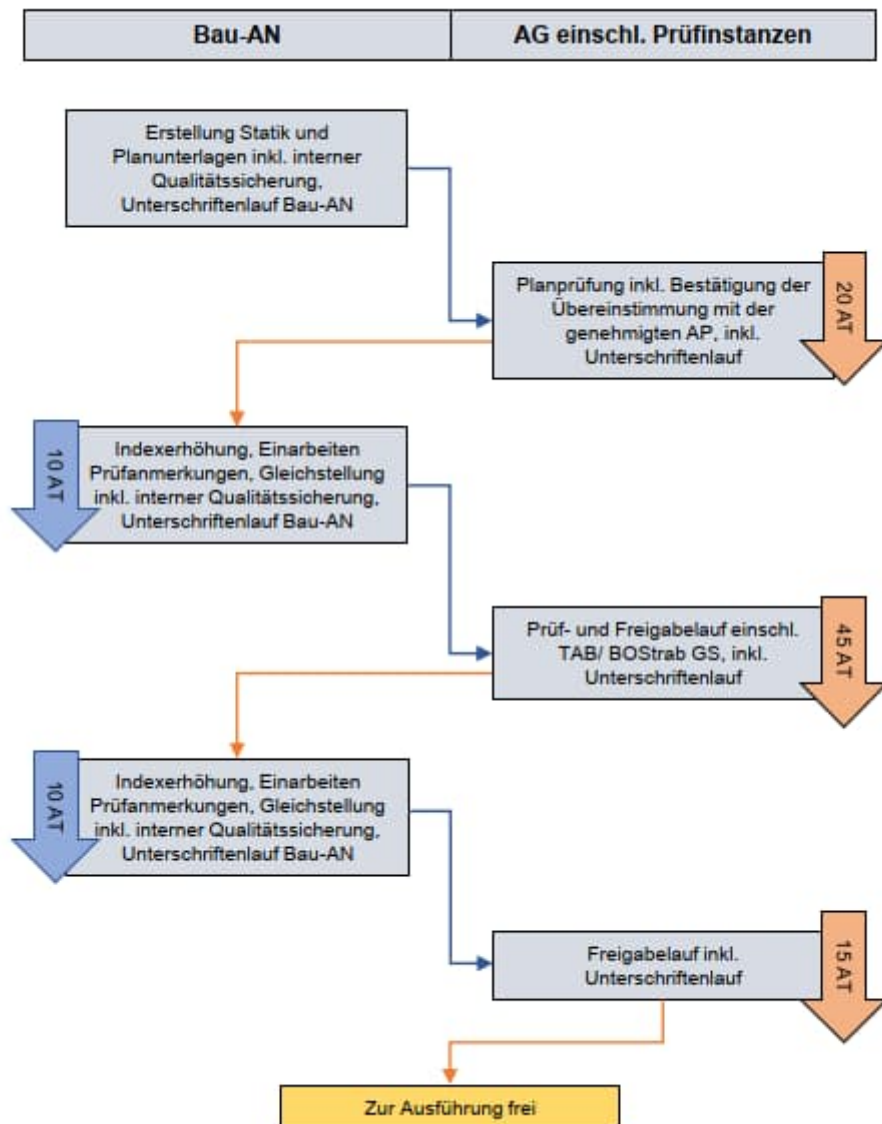 Bau-AN
AG einschl. Prüfinstanzen
Erstellung Statik und
Planunterlagen inkl. interner
Qualitätssicherung,
Unterschriftenlauf Bau-AN
Planprüfung inkl. Bestätigung der
Übereinstimmung mit der
genehmigten AP, inkl.
Unterschriftenlauf
20 AT
10 AT
Indexerhöhung, Einarbeiten
Prüfanmerkungen, Gleichstellung
inkl. interner Qualitätssicherung,
Unterschriftenlauf Bau-AN
Prüf- und Freigabelauf einschl.
TAB/ BOStrab GS, inkl.
Unterschriftenlauf
45 AT
10 AT
Indexerhöhung, Einarbeiten
Prüfanmerkungen, Gleichstellung
inkl. interner Qualitätssicherung,
Unterschriftenlauf Bau-AN
Freigabelauf inkl.
Unterschriftenlauf
15 AT
Zur Ausführung frei